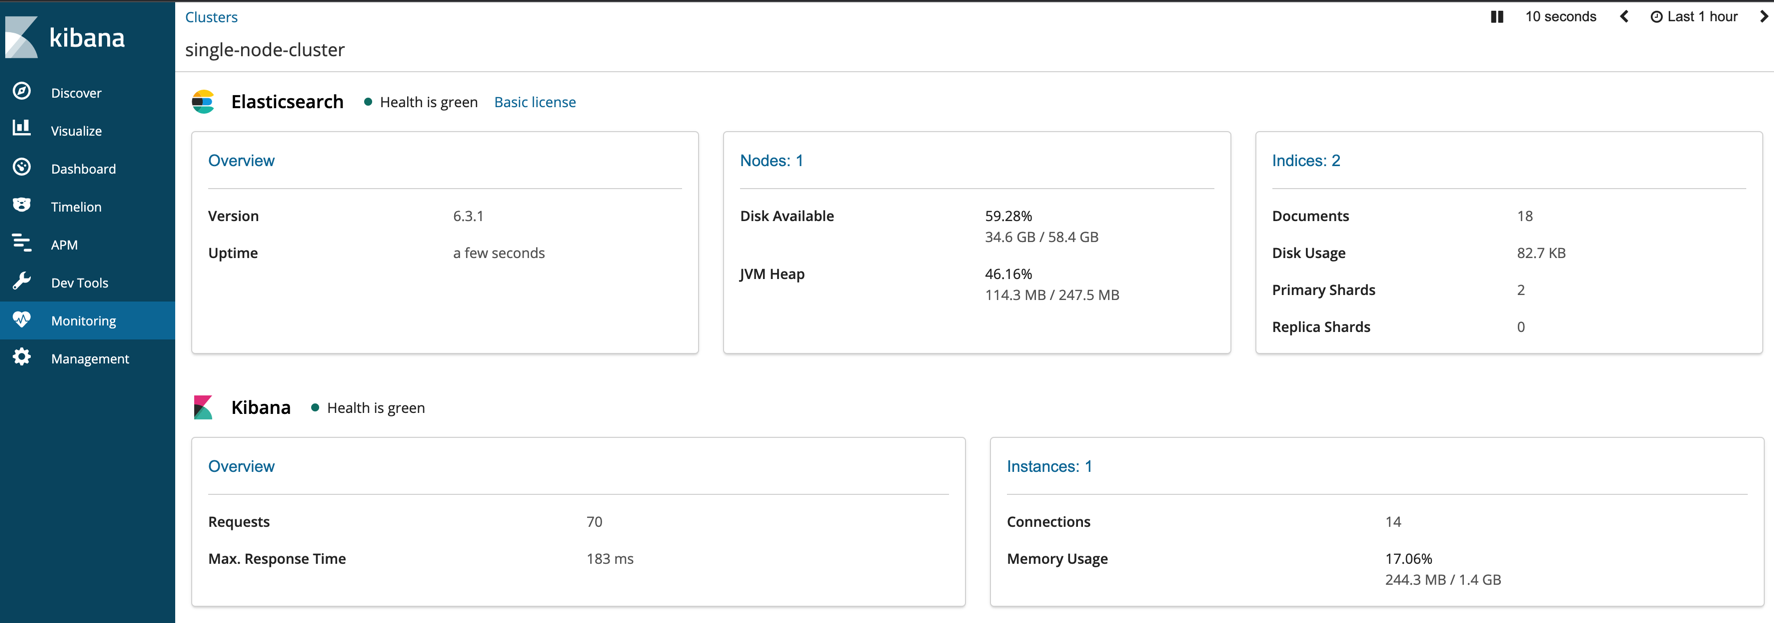 kibana
Discover
Visualize
Dashboard
Timelion
APM
Dev Tools
Monitoring
Management
Clusters
10 seconds
Last 1 hour
single-node-cluster
Elasticsearch
Health is green
Basic license
Overview
Version 6.3.1
Uptime a few seconds
Nodes: 1
Disk Available 59.28%
34.6 GB / 58.4 GB
JVM Heap 46.16%
114.3 MB / 247.5 MB
Indices: 2
Documents 18
Disk Usage 82.7 KB
Primary Shards 2
Replica Shards 0
Kibana
Health is green
Overview
Requests 70
Max. Response Time 183 ms
Instances: 1
Connections 14
Memory Usage 17.06%
244.3 MB / 1.4 GB